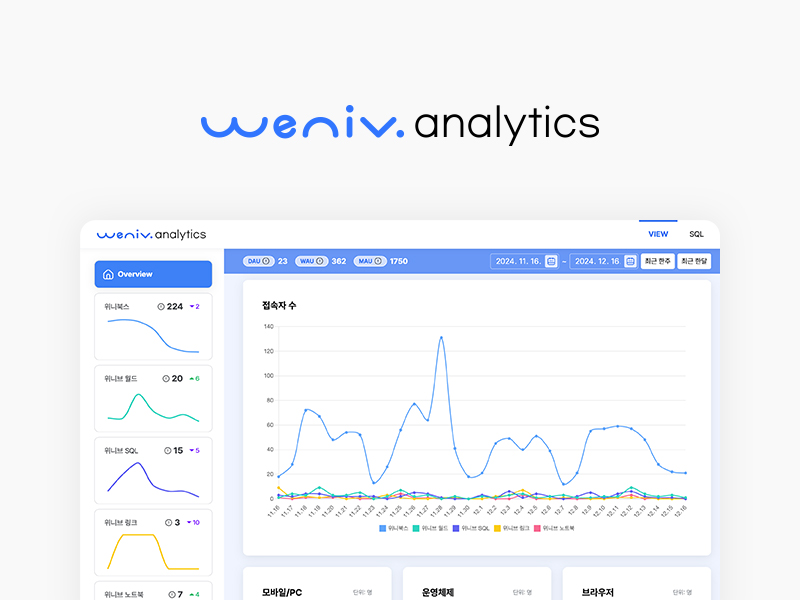 weniv. analytics
weniv. analytics
VIEW
SQL
DAU 23
WAU 362
MAU 1750
2024. 11. 16. – 2024. 12. 16
최근 한주
최근 한달
Overview
위니북스 224 2
위니브 월드 20 6
위니브 SQL 15 5
위니브 링크 3 10
위니브 노트북 7 4
접속자 수
140
120
100
80
60
40
20
0
11.16 11.17 11.18 11.19 11.20 11.21 11.22 11.23 11.24 11.25 11.26 11.27 11.28 11.29 11.30 12.1 12.2 12.3 12.4 12.5 12.6 12.7 12.8 12.9 12.10 12.11 12.12 12.13 12.14 12.15 12.16
위니북스 위니브 월드 위니브 SQL 위니브 링크 위니브 노트북
모바일/PC 단위: 명
운영체제 단위: 명
브라우저 단위: 명